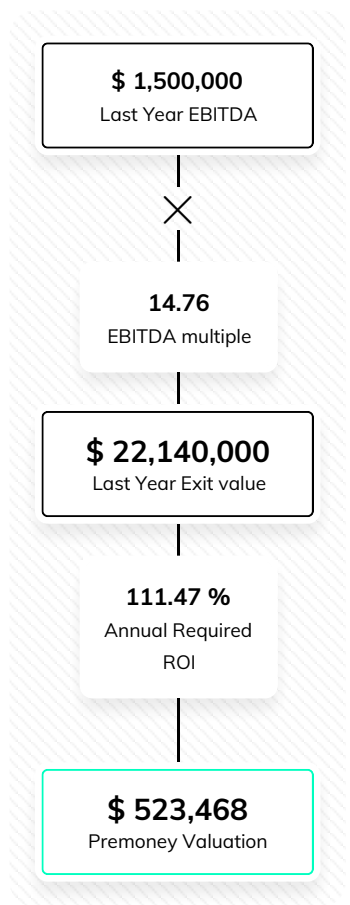 $ 1,500,000
Last Year EBITDA
14.76
EBITDA multiple
$ 22,140,000
Last Year Exit value
111.47 %
Annual Required
ROI
$ 523,468
Premoney Valuation